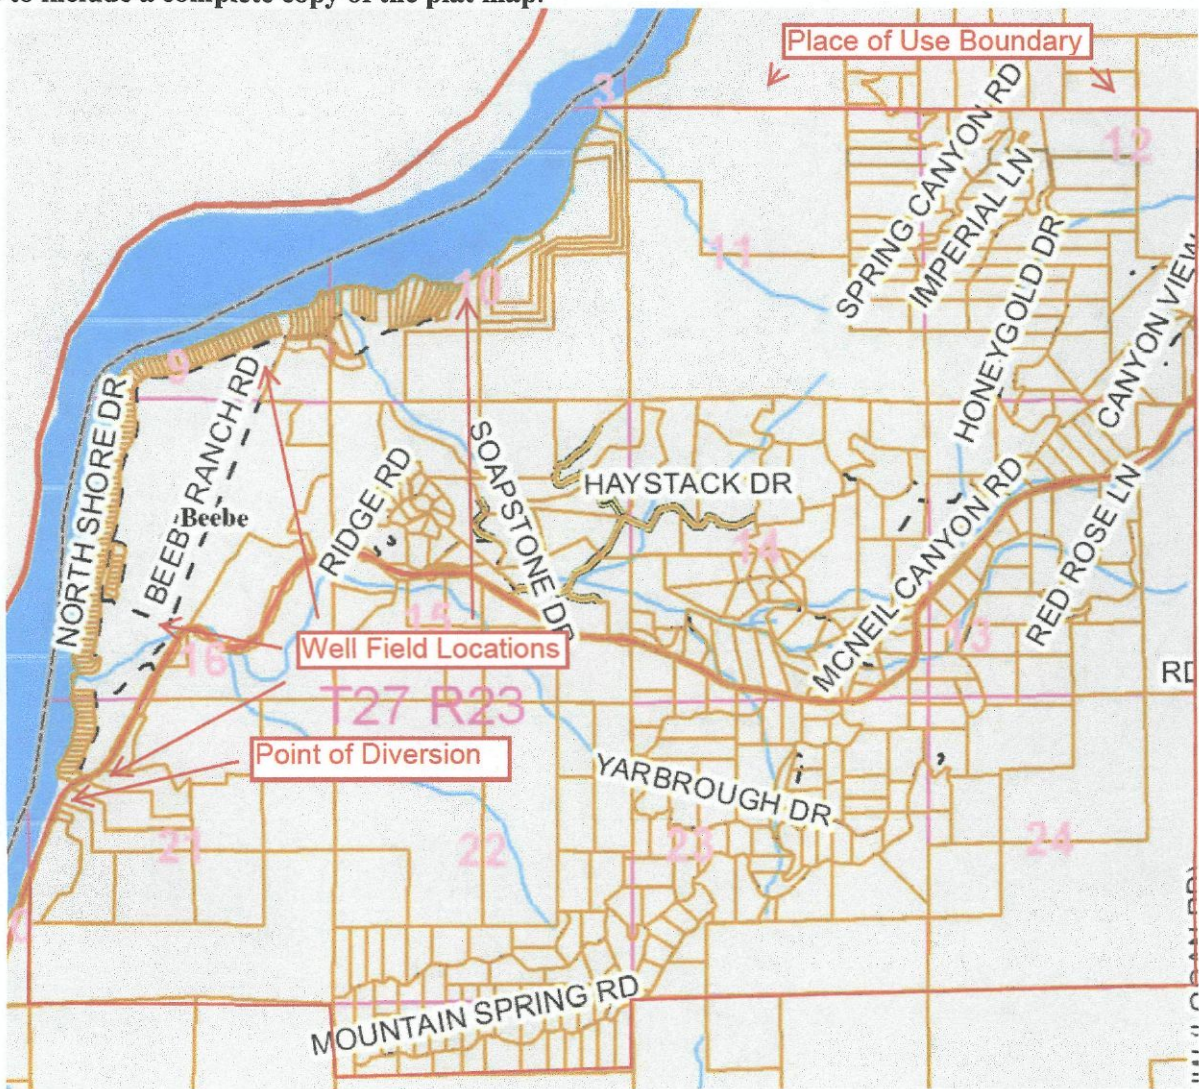 to include a complete copy of the plat map.
Place of Use Boundary
3
12
SPRING CANYON RD
IMPERIAL LN
11
HONEYGOLD DR
CANYON VIEW
10
9
NORTH SHORE DR
BEEBE RANCH RD
Beebe
RIDGE RD
SOAPSTONE DR
HAYSTACK DR
14
MCNEIL CANYON RD
RED ROSE LN
15
13
16
Well Field Locations
RD
T27 R23
Point of Diversion
YARBROUGH DR
21
22
23
24
MOUNTAIN SPRING RD